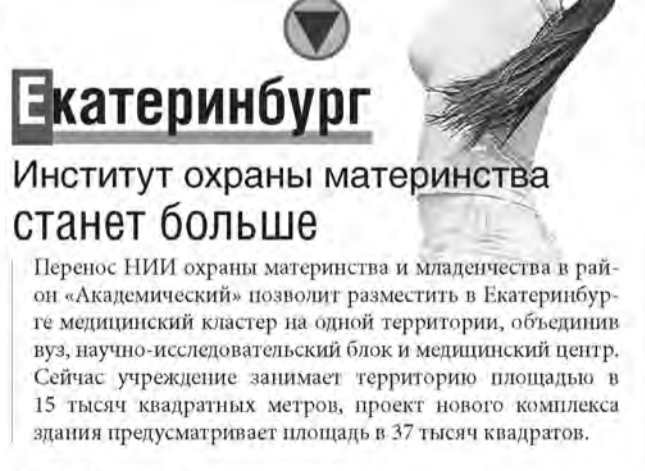 Екатеринбург
Институт охраны материнства
станет больше
Перенос НИИ охраны материнства и младенчества в рай-
он «Академический» позволит разместить в Екатеринбур-
ге медицинский кластер на одной территории, объединив
вуз, научно-исследовательский блок и медицинский центр.
Сейчас учреждение занимает территорию площадью в
15 тысяч квадратных метров, проект нового комплекса
здания предусматривает площадь в 37 тысяч квадратов.